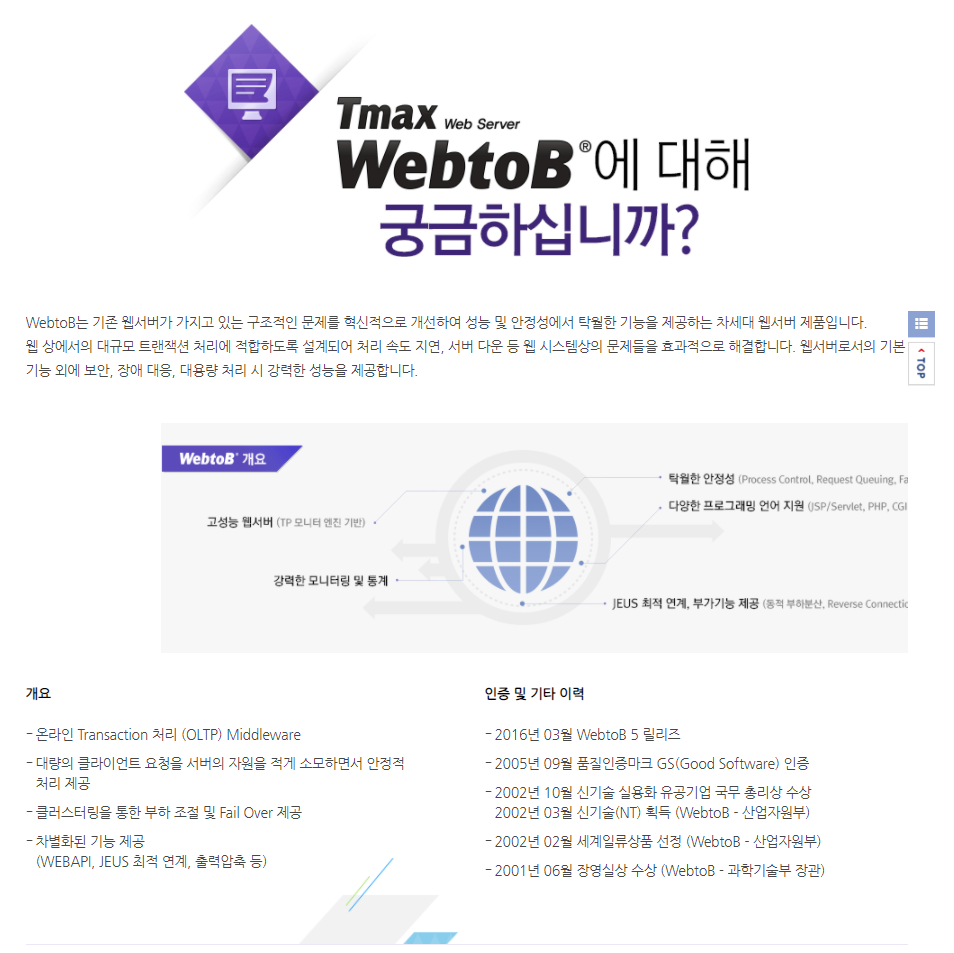 Tmax Web Server
WebtoB®에 대해
궁금하십니까?
WebtoB는 기존 웹서버가 가지고 있는 구조적인 문제를 혁신적으로 개선하여 성능 및 안정성에서 탁월한 기능을 제공하는 차세대 웹서버 제품입니다.
웹 상에서의 대규모 트랜잭션 처리에 적합하도록 설계되어 처리 속도 지연, 서버 다운 등 웹 시스템상의 문제들을 효과적으로 해결합니다. 웹서버로서의 기본
기능 외에 보안, 장애 대응, 대용량 처리 시 강력한 성능을 제공합니다.
TOP
WebtoB® 개요
탁월한 안정성 (Process Control, Request Queuing, Fa
다양한 프로그래밍 언어 지원 (JSP/Servlet, PHP, CGI
고성능 웹서버 (TP 모니터 엔진 기반)
강력한 모니터링 및 통계
JEUS 최적 연계, 부가기능 제공 (동적 부하분산, Reverse Connectio
개요
- 온라인 Transaction 처리 (OLTP) Middleware
- 대량의 클라이언트 요청을 서버의 자원을 적게 소모하면서 안정적
처리 제공
- 클러스터링을 통한 부하 조절 및 Fail Over 제공
- 차별화된 기능 제공
(WEBAPI, JEUS 최적 연계, 출력압축 등)
인증 및 기타 이력
- 2016년 03월 WebtoB 5 릴리즈
- 2005년 09월 품질인증마크 GS(Good Software) 인증
- 2002년 10월 신기술 실용화 유공기업 국무 총리상 수상
2002년 03월 신기술(NT) 획득 (WebtoB - 산업자원부)
- 2002년 02월 세계일류상품 선정 (WebtoB - 산업자원부)
- 2001년 06월 장영실상 수상 (WebtoB - 과학기술부 장관)